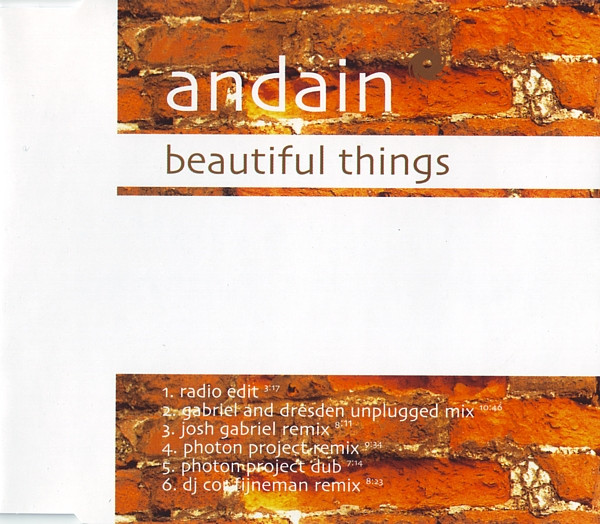 andain
beautiful things
1. radio edit 3:17
2. gabriel and dresden unplugged mix 10:46
3. josh gabriel remix 8:11
4. photon project remix 9:34
5. photon project dub 7:14
6. dj cor fijneman remix 8:23